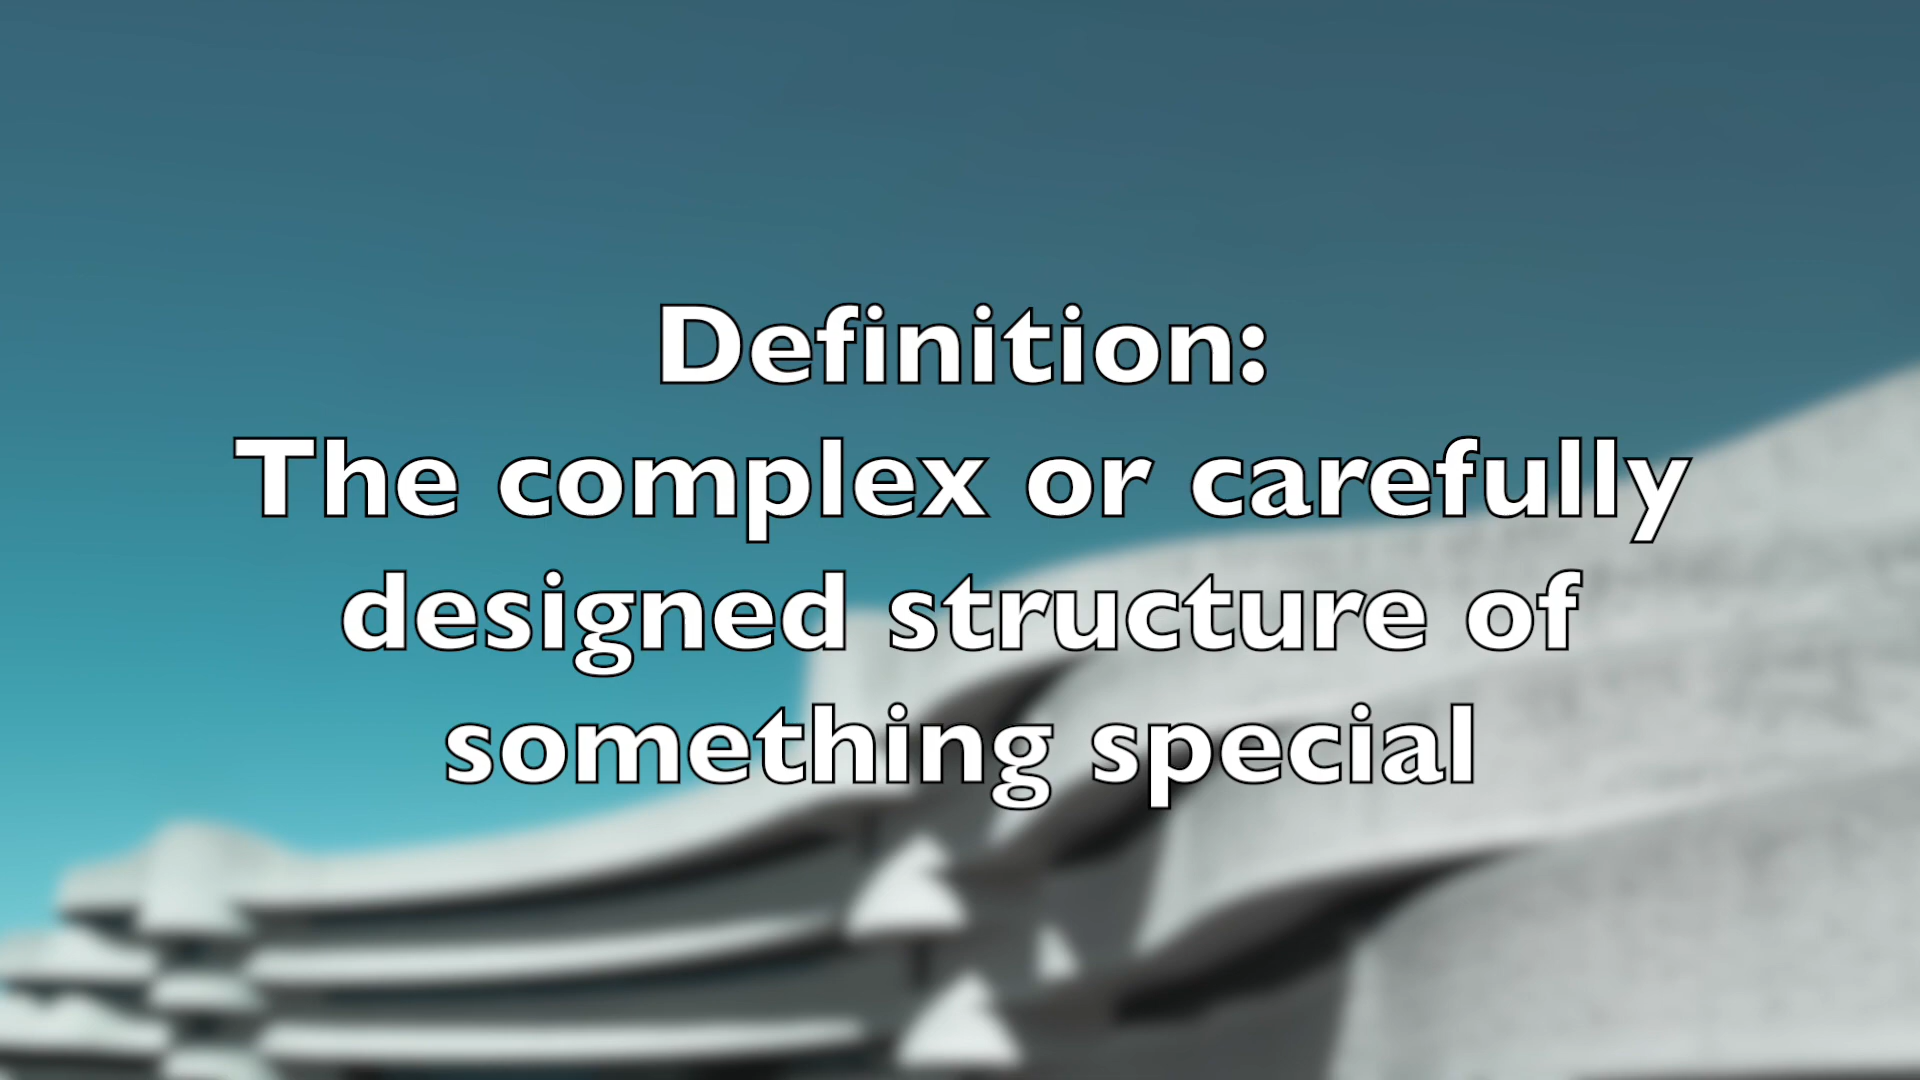 Definition:
The complex or carefully
designed structure of
something special